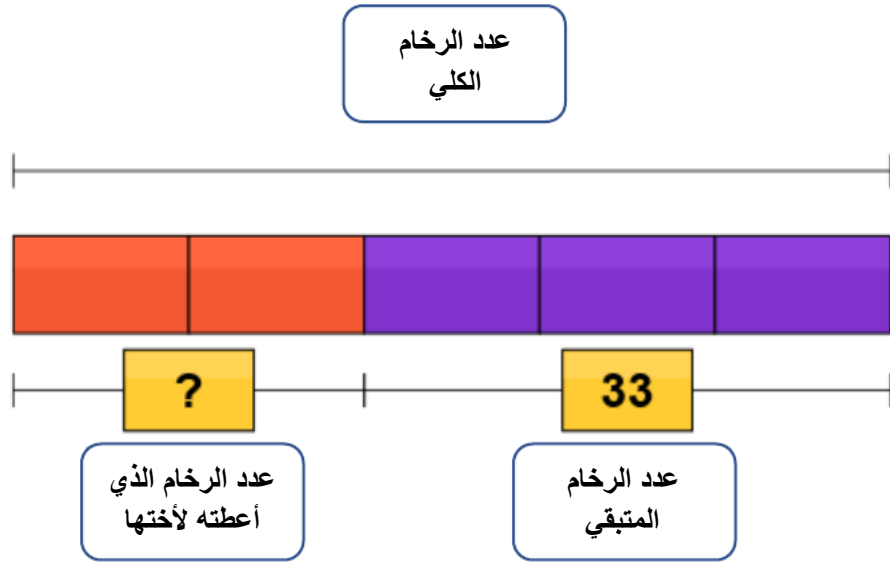 عدد الرخام
الكلي
?
33
عدد الرخام الذي
أعطته لأختها
عدد الرخام
المتبقي